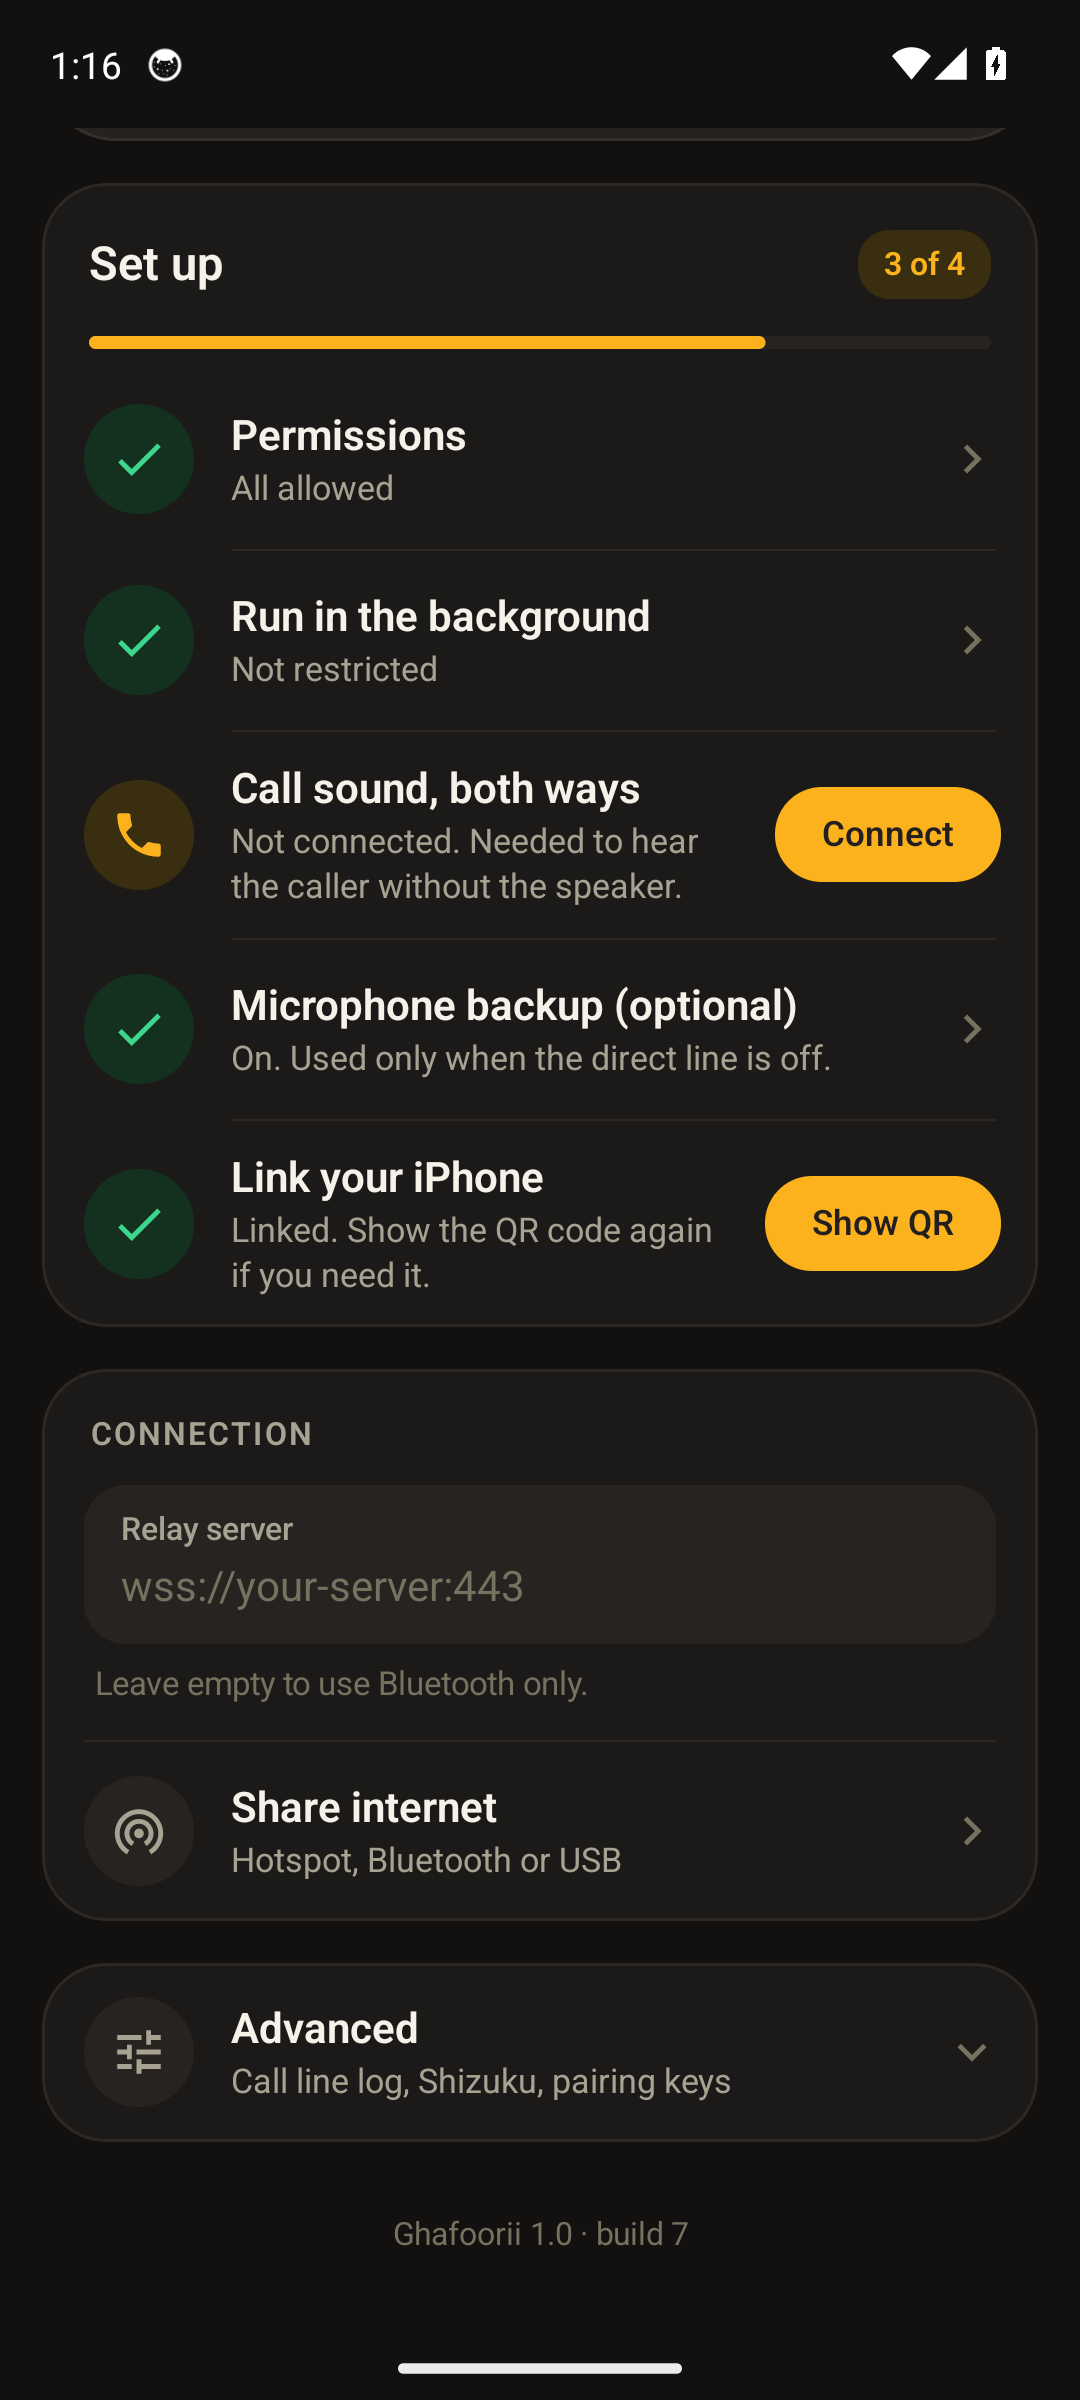 1:16
Set up
3 of 4
Permissions
All allowed
Run in the background
Not restricted
Call sound, both ways
Not connected. Needed to hear
the caller without the speaker.
Connect
Microphone backup (optional)
On. Used only when the direct line is off.
Link your iPhone
Linked. Show the QR code again
if you need it.
Show QR
CONNECTION
Relay server
wss://your-server:443
Leave empty to use Bluetooth only.
Share internet
Hotspot, Bluetooth or USB
Advanced
Call line log, Shizuku, pairing keys
Ghafoorii 1.0 · build 7